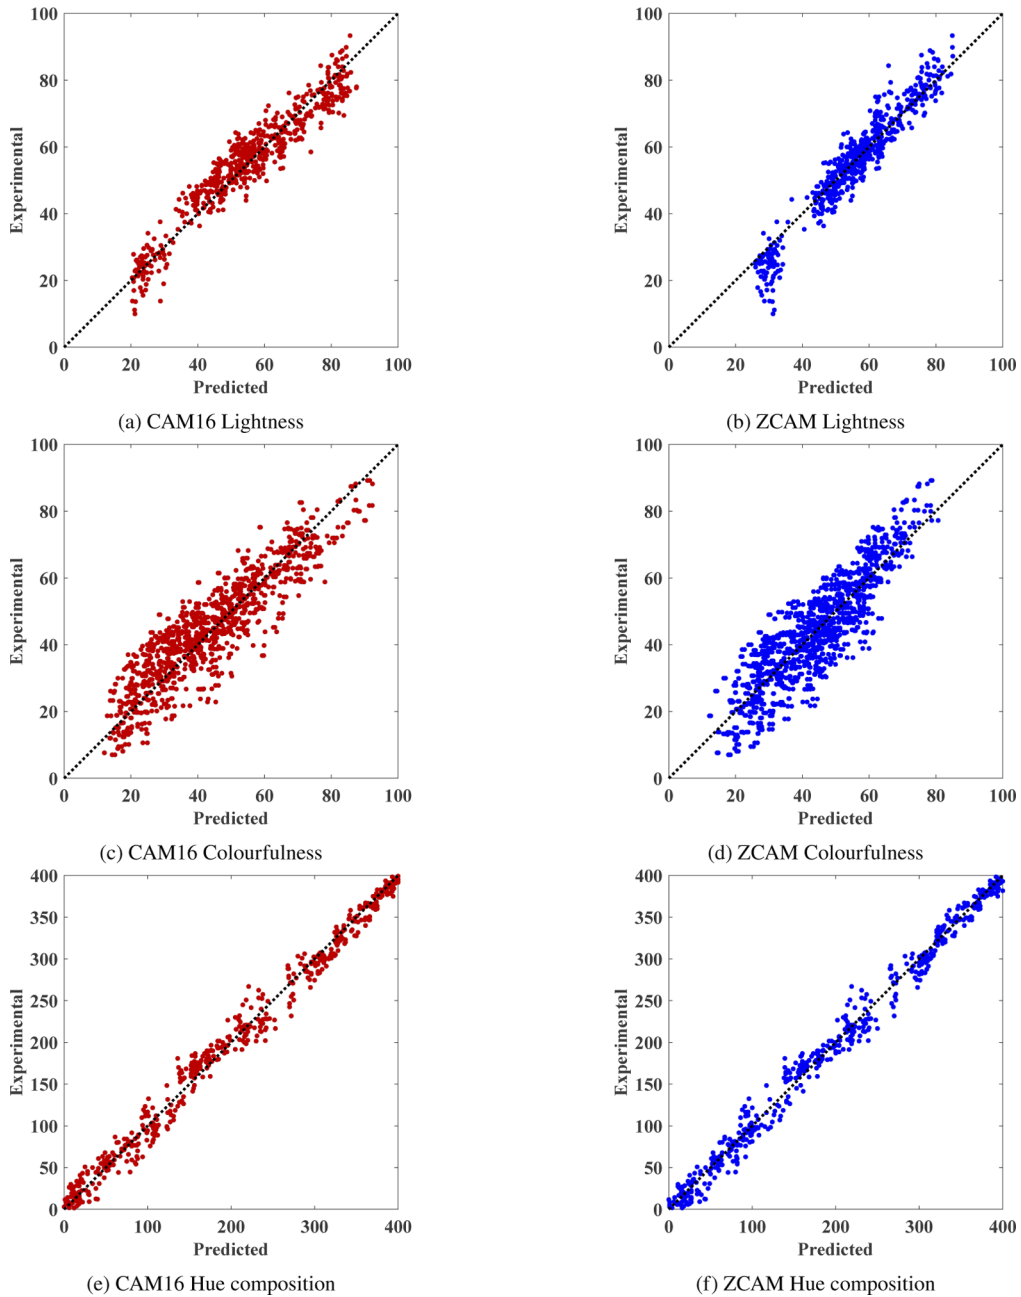 100
80
60
40
20
0
Experimental
0 20 40 60 80 100
Predicted
(a) CAM16 Lightness
100
80
60
40
20
0
Experimental
0 20 40 60 80 100
Predicted
(b) ZCAM Lightness
100
80
60
40
20
0
Experimental
0 20 40 60 80 100
Predicted
(c) CAM16 Colourfulness
100
80
60
40
20
0
Experimental
0 20 40 60 80 100
Predicted
(d) ZCAM Colourfulness
400
350
300
250
200
150
100
50
0
Experimental
0 100 200 300 400
Predicted
(e) CAM16 Hue composition
400
350
300
250
200
150
100
50
0
Experimental
0 100 200 300 400
Predicted
(f) ZCAM Hue composition